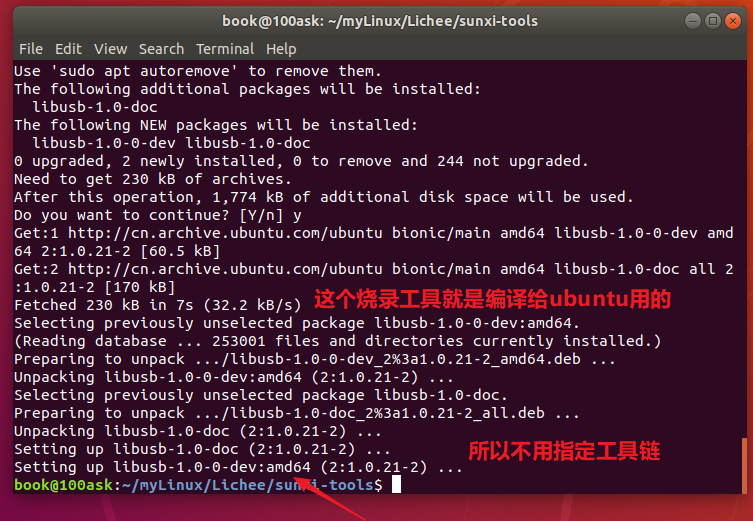 book@100ask: ~/myLinux/Lichee/sunxi-tools
File Edit View Search Terminal Help
Use 'sudo apt autoremove' to remove them.
The following additional packages will be installed:
  libusb-1.0-doc
The following NEW packages will be installed:
  libusb-1.0-0-dev libusb-1.0-doc
0 upgraded, 2 newly installed, 0 to remove and 244 not upgraded.
Need to get 230 kB of archives.
After this operation, 1,774 kB of additional disk space will be used.
Do you want to continue? [Y/n] y
Get:1 http://cn.archive.ubuntu.com/ubuntu bionic/main amd64 libusb-1.0-0-dev amd
64 2:1.0.21-2 [60.5 kB]
Get:2 http://cn.archive.ubuntu.com/ubuntu bionic/main amd64 libusb-1.0-doc all 2
:1.0.21-2 [170 kB]
Fetched 230 kB in 7s (32.2 kB/s) 这个烧录工具就是编译给ubuntu用的
Selecting previously unselected package libusb-1.0-0-dev:amd64.
(Reading database ... 253001 files and directories currently installed.)
Preparing to unpack .../libusb-1.0-0-dev_2%3a1.0.21-2_amd64.deb ...
Unpacking libusb-1.0-0-dev:amd64 (2:1.0.21-2) ...
Selecting previously unselected package libusb-1.0-doc.
Preparing to unpack .../libusb-1.0-doc_2%3a1.0.21-2_all.deb ...
Unpacking libusb-1.0-doc (2:1.0.21-2) ...
Setting up libusb-1.0-doc (2:1.0.21-2) ... 所以不用指定工具链
Setting up libusb-1.0-0-dev:amd64 (2:1.0.21-2) ...
book@100ask:~/myLinux/Lichee/sunxi-tools$